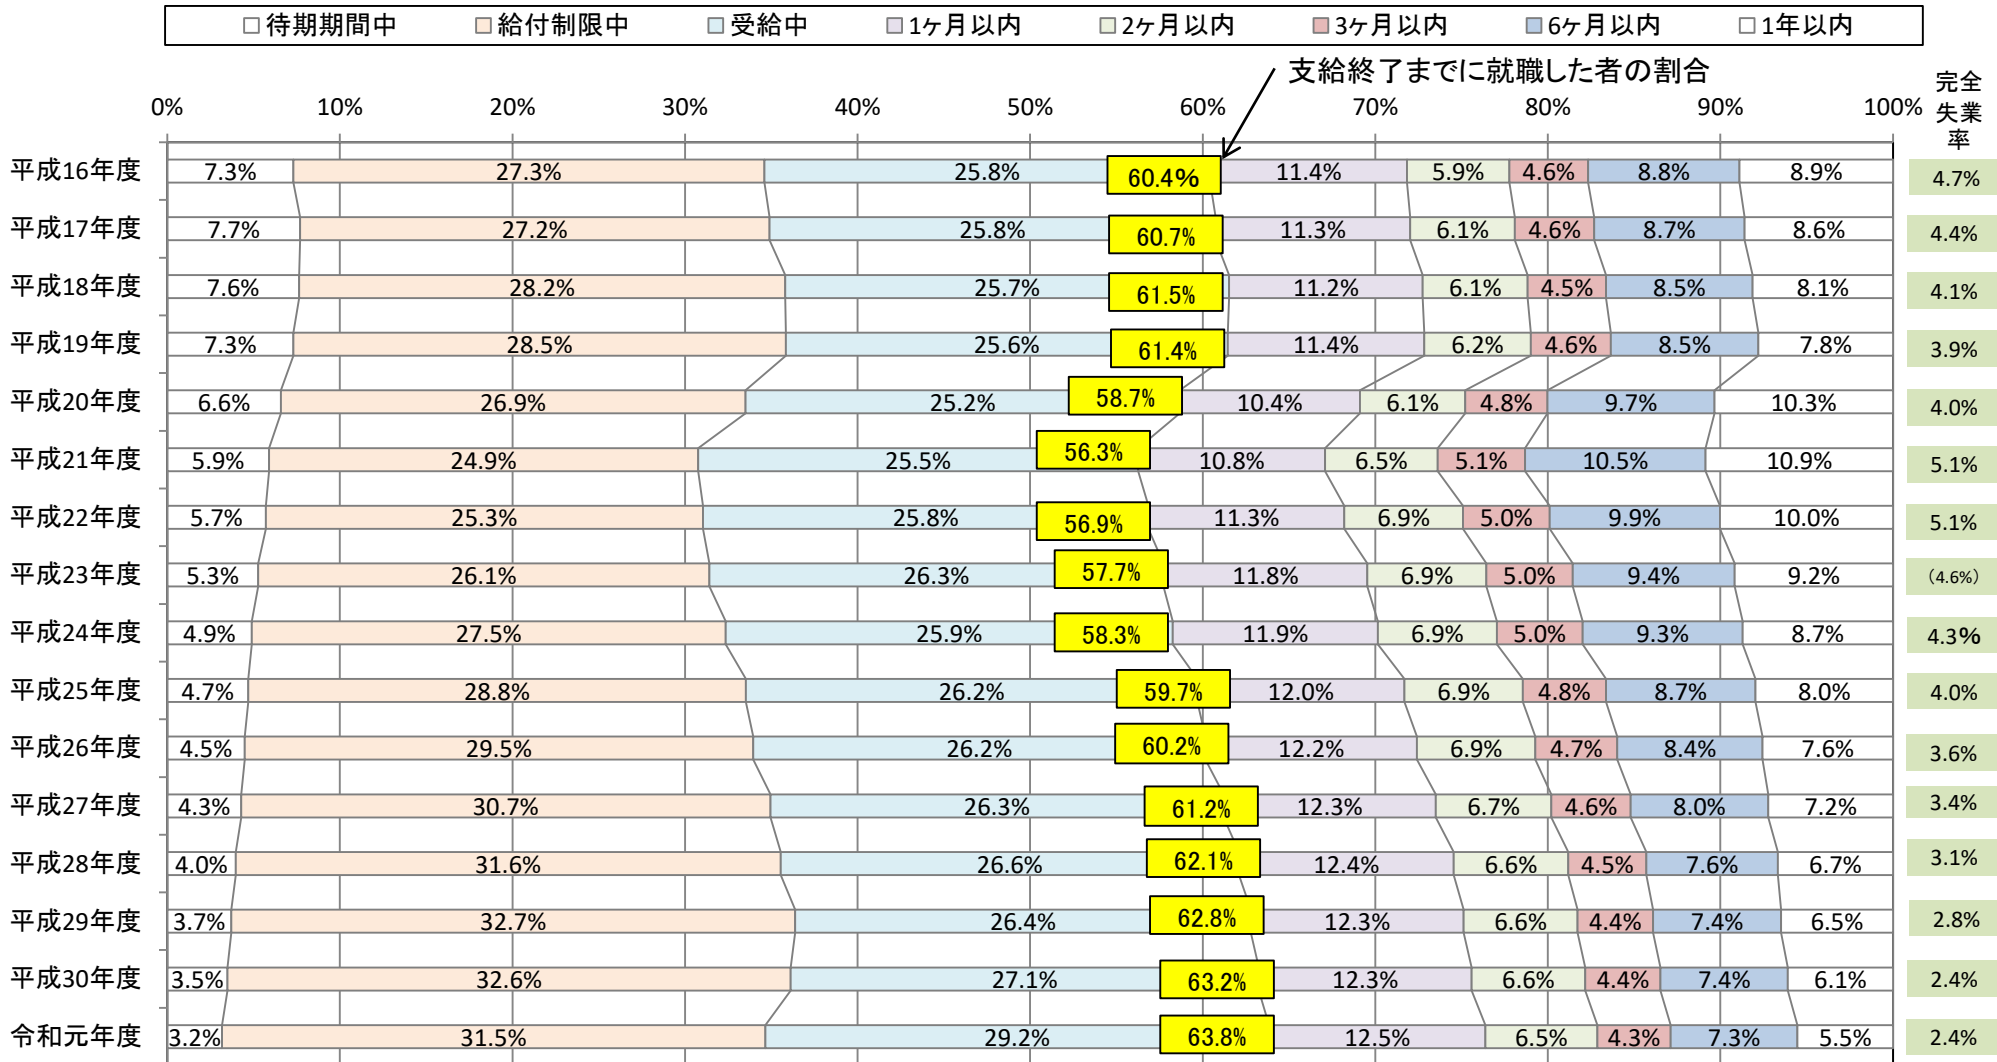 待期期間中 給付制限中 受給中 1ヶ月以内 2ヶ月以内 3ヶ月以内 6ヶ月以内 1年以内
支給終了までに就職した者の割合
完全
失業
率
0% 10% 20% 30% 40% 50% 60% 70% 80% 90% 100%
平成16年度 7.3% 27.3% 25.8% 60.4% 11.4% 5.9% 4.6% 8.8% 8.9% 4.7%
平成17年度 7.7% 27.2% 25.8% 60.7% 11.3% 6.1% 4.6% 8.7% 8.6% 4.4%
平成18年度 7.6% 28.2% 25.7% 61.5% 11.2% 6.1% 4.5% 8.5% 8.1% 4.1%
平成19年度 7.3% 28.5% 25.6% 61.4% 11.4% 6.2% 4.6% 8.5% 7.8% 3.9%
平成20年度 6.6% 26.9% 25.2% 58.7% 10.4% 6.1% 4.8% 9.7% 10.3% 4.0%
平成21年度 5.9% 24.9% 25.5% 56.3% 10.8% 6.5% 5.1% 10.5% 10.9% 5.1%
平成22年度 5.7% 25.3% 25.8% 56.9% 11.3% 6.9% 5.0% 9.9% 10.0% 5.1%
平成23年度 5.3% 26.1% 26.3% 57.7% 11.8% 6.9% 5.0% 9.4% 9.2% (4.6%)
平成24年度 4.9% 27.5% 25.9% 58.3% 11.9% 6.9% 5.0% 9.3% 8.7% 4.3%
平成25年度 4.7% 28.8% 26.2% 59.7% 12.0% 6.9% 4.8% 8.7% 8.0% 4.0%
平成26年度 4.5% 29.5% 26.2% 60.2% 12.2% 6.9% 4.7% 8.4% 7.6% 3.6%
平成27年度 4.3% 30.7% 26.3% 61.2% 12.3% 6.7% 4.6% 8.0% 7.2% 3.4%
平成28年度 4.0% 31.6% 26.6% 62.1% 12.4% 6.6% 4.5% 7.6% 6.7% 3.1%
平成29年度 3.7% 32.7% 26.4% 62.8% 12.3% 6.6% 4.4% 7.4% 6.5% 2.8%
平成30年度 3.5% 32.6% 27.1% 63.2% 12.3% 6.6% 4.4% 7.4% 6.1% 2.4%
令和元年度 3.2% 31.5% 29.2% 63.8% 12.5% 6.5% 4.3% 7.3% 5.5% 2.4%